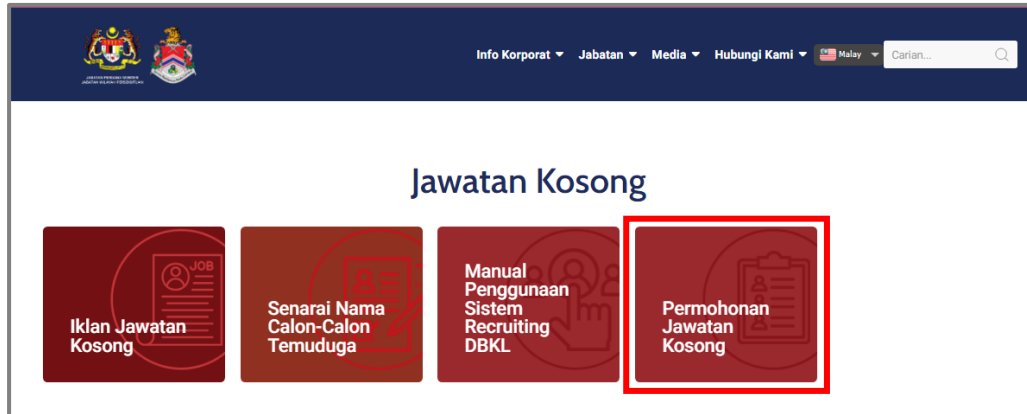 Info Korporat Jabatan Media Hubungi Kami Malay Carian...
Jawatan Kosong
JOB
Iklan Jawatan
Kosong
Senarai Nama
Calon-Calon
Temuduga
Manual
Penggunaan
Sistem
Recruiting
DBKL
Permohonan
Jawatan
Kosong